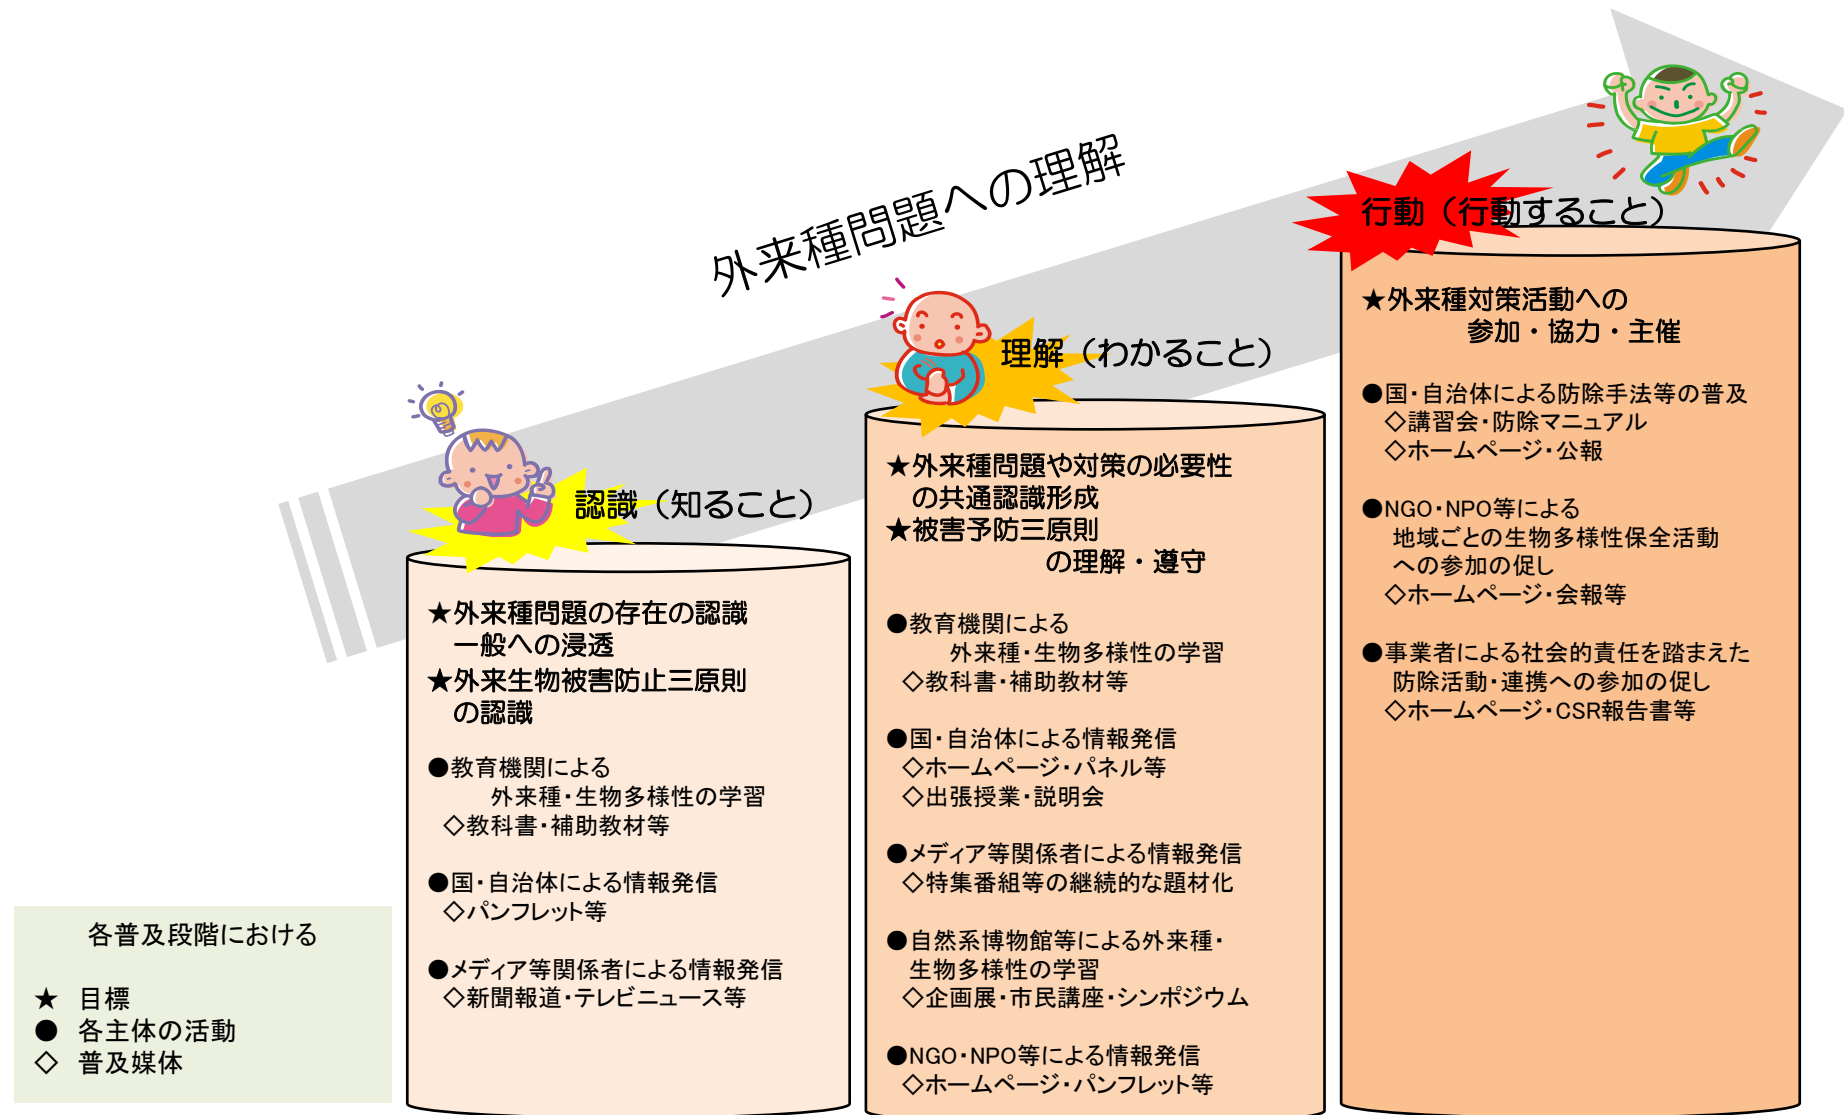 外来種問題への理解
認識（知ること）
★外来種問題の存在の認識
一般への浸透
★外来生物被害防止三原則
の認識
●教育機関による
外来種・生物多様性の学習
◇教科書・補助教材等
●国・自治体による情報発信
◇パンフレット等
●メディア等関係者による情報発信
◇新聞報道・テレビニュース等
理解（わかること）
★外来種問題や対策の必要性
の共通認識形成
★被害予防三原則
の理解・遵守
●教育機関による
外来種・生物多様性の学習
◇教科書・補助教材等
●国・自治体による情報発信
◇ホームページ・パネル等
◇出張授業・説明会
●メディア等関係者による情報発信
◇特集番組等の継続的な題材化
●自然系博物館等による外来種・
生物多様性の学習
◇企画展・市民講座・シンポジウム
●NGO・NPO等による情報発信
◇ホームページ・パンフレット等
行動（行動すること）
★外来種対策活動への
参加・協力・主催
●国・自治体による防除手法等の普及
◇講習会・防除マニュアル
◇ホームページ・公報
●NGO・NPO等による
地域ごとの生物多様性保全活動
への参加の促し
◇ホームページ・会報等
●事業者による社会的責任を踏まえた
防除活動・連携への参加の促し
◇ホームページ・CSR報告書等
各普及段階における
★ 目標
● 各主体の活動
◇ 普及媒体